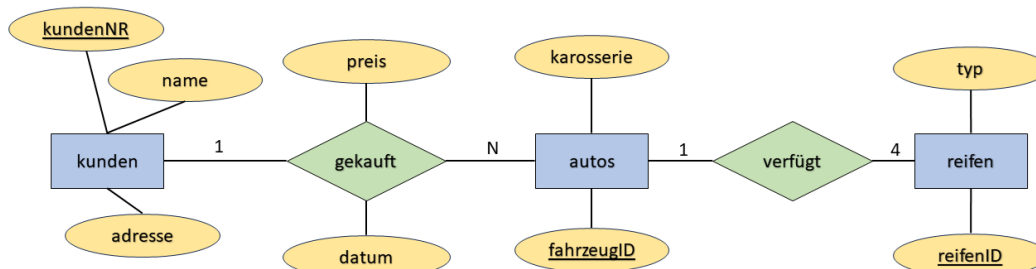 kundenNR
name
preis
karosserie
typ
kunden
1
gekauft
N
autos
1
verfügt
4
reifen
adresse
datum
fahrzeugID
reifenID